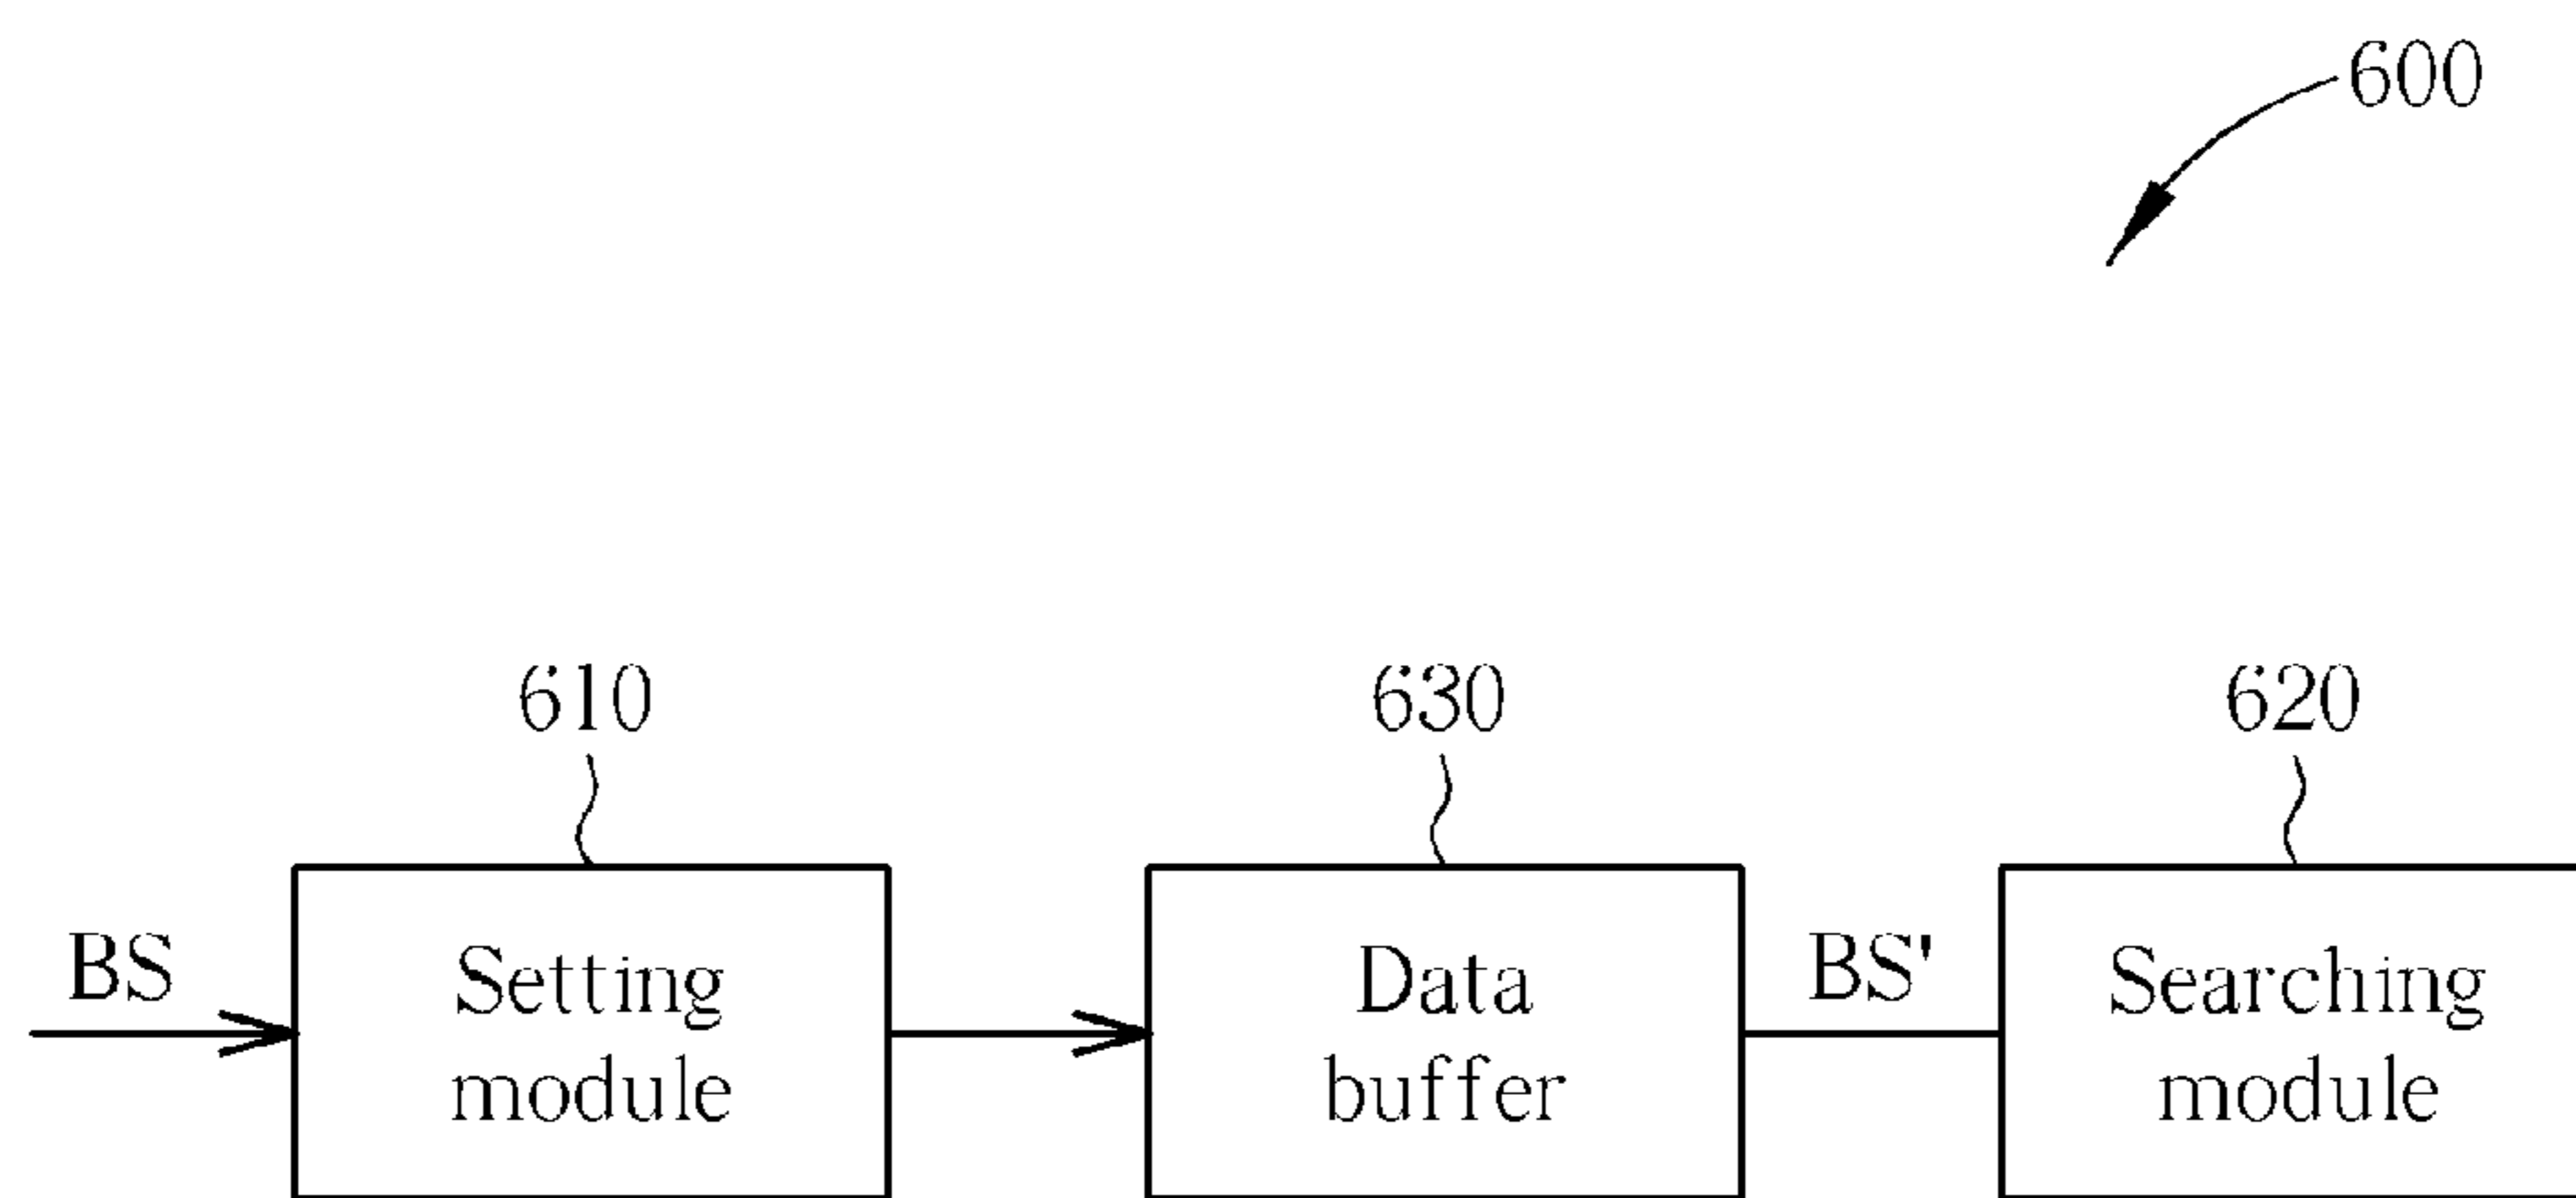 600
610
630
620
BS
Setting
module
Data
buffer
BS'
Searching
module